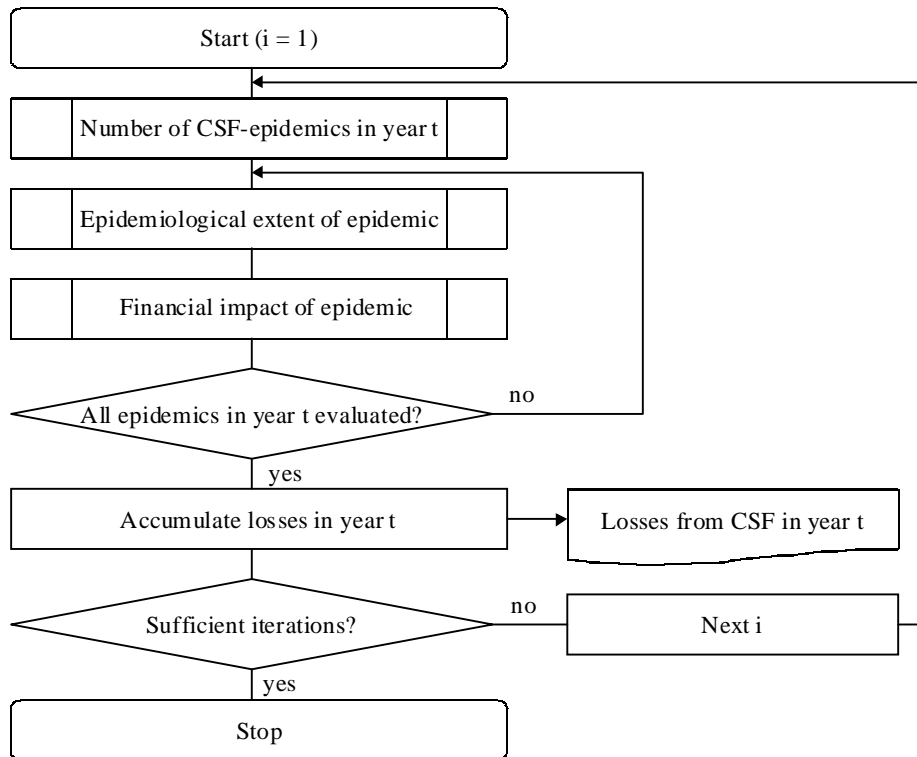 Start (i = 1)
Number of CSF-epidemics in year t
Epidemiological extent of epidemic
Financial impact of epidemic
no
All epidemics in year t evaluated?
yes
Accumulate losses in year t
Losses from CSF in year t
no
Sufficient iterations?
Next i
yes
Stop